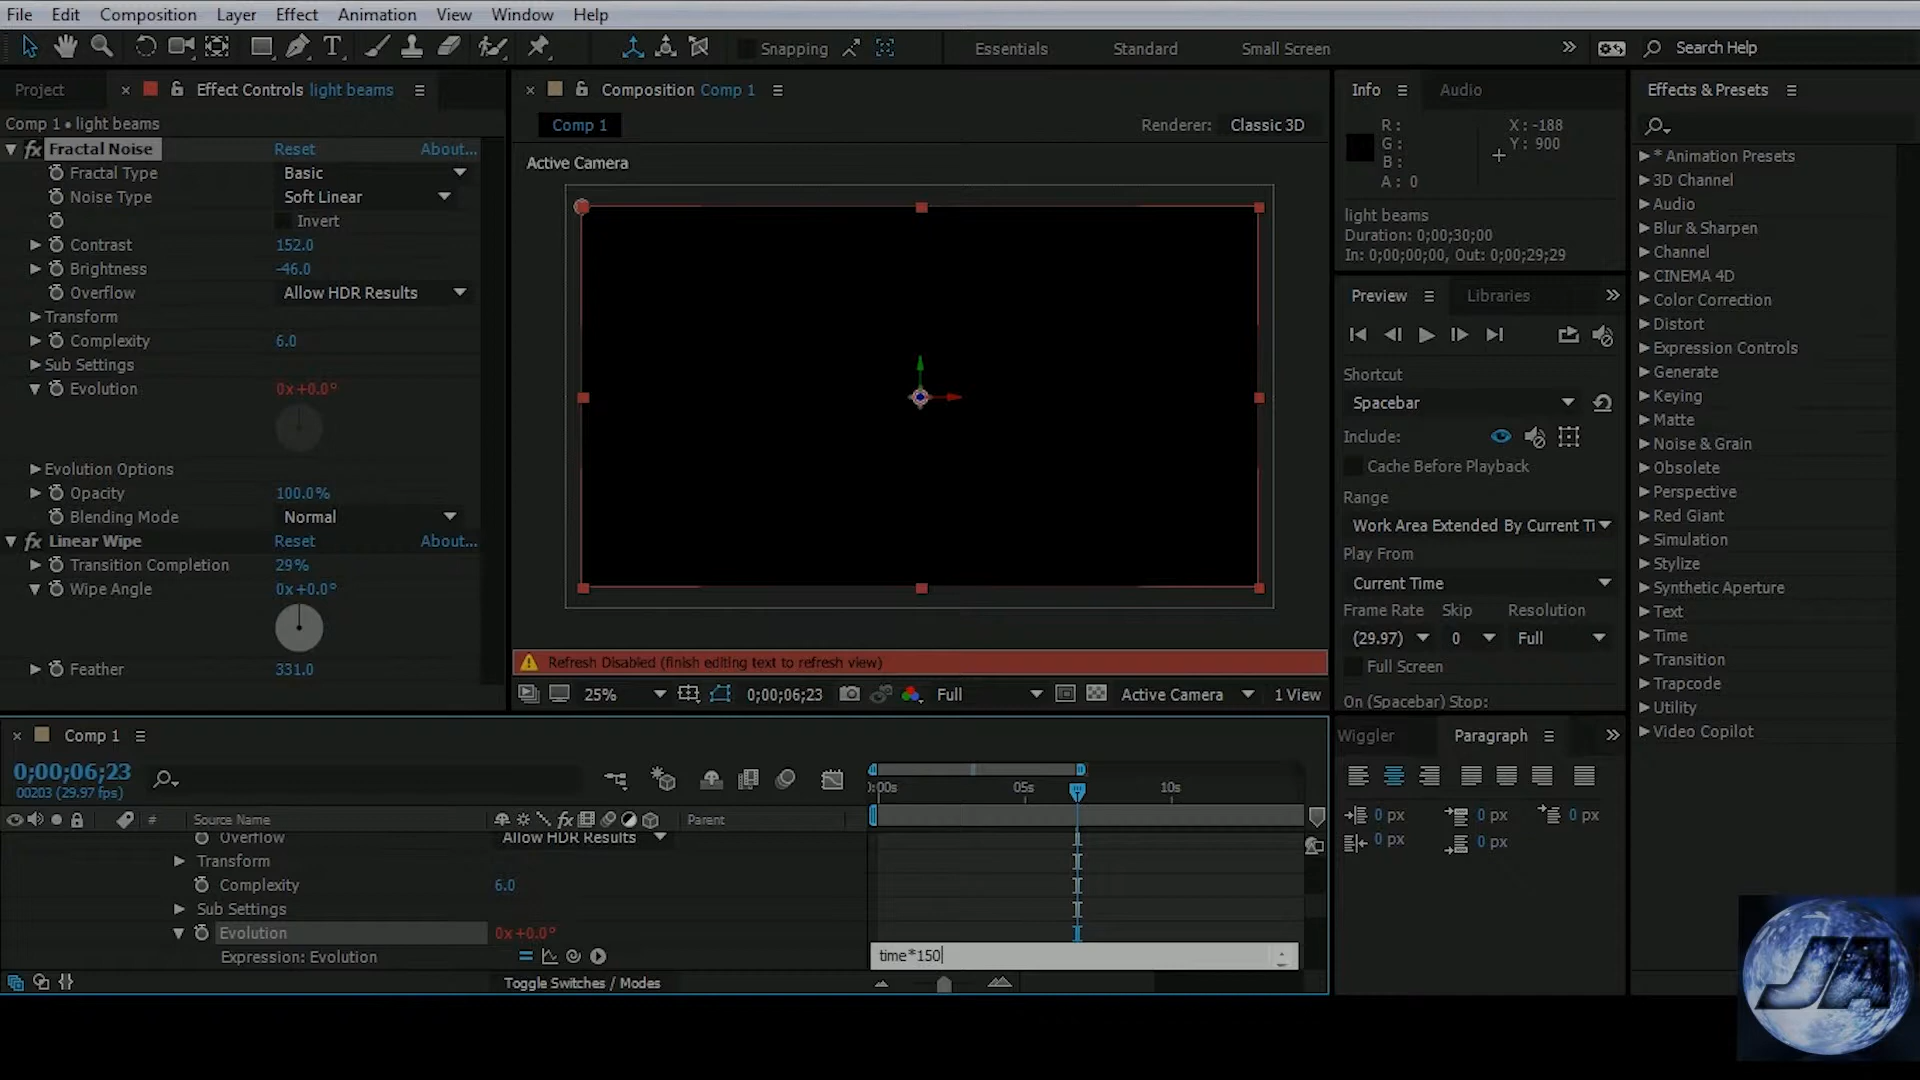 File Edit Composition Layer Effect Animation View Window Help
Snapping Essentials Standard Small Screen Search Help
Project Effect Controls light beams
Comp 1 • light beams
fx Fractal Noise Reset About...
Fractal Type Basic
Noise Type Soft Linear
Invert
Contrast 152.0
Brightness -46.0
Overflow Allow HDR Results
Transform
Complexity 6.0
Sub Settings
Evolution 0x+0.0°
Evolution Options
Opacity 100.0%
Blending Mode Normal
fx Linear Wipe Reset About...
Transition Completion 29%
Wipe Angle 0x+0.0°
Feather 331.0
Composition Comp 1
Comp 1 Renderer: Classic 3D
Active Camera
Refresh Disabled (finish editing text to refresh view)
25% 0;00;06;23 Full Active Camera 1 View
Info Audio
R: X: -188
G: Y: 900
B:
A: 0
light beams
Duration: 0;00;30;00
In: 0;00;00;00, Out: 0;00;29;29
Preview Libraries
Shortcut
Spacebar
Include:
Cache Before Playback
Range
Work Area Extended By Current Ti
Play From
Current Time
Frame Rate Skip Resolution
(29.97) 0 Full
Full Screen
On (Spacebar) Stop:
Effects & Presets
* Animation Presets
3D Channel
Audio
Blur & Sharpen
Channel
CINEMA 4D
Color Correction
Distort
Expression Controls
Generate
Keying
Matte
Noise & Grain
Obsolete
Perspective
Red Giant
Simulation
Stylize
Synthetic Aperture
Text
Time
Transition
Trapcode
Utility
Video Copilot
Comp 1
0;00;06;23
00203 (29.97 fps)
):00s 05s 10s
# Source Name fx Parent
Overflow Allow HDR Results
Transform
Complexity 6.0
Sub Settings
Evolution 0x+0.0°
Expression: Evolution time*150
Toggle Switches / Modes
Wiggler Paragraph
0 px 0 px 0 px
0 px 0 px
JA